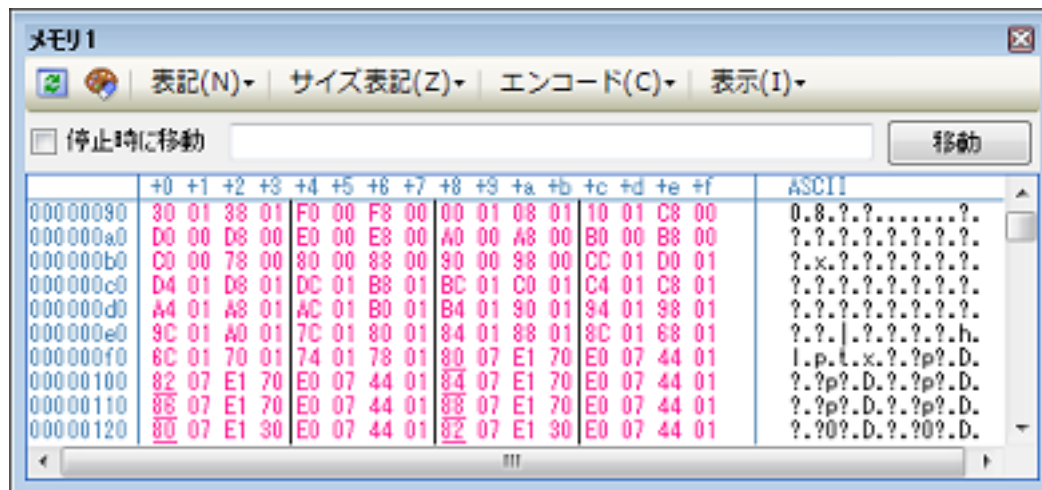 メモリ1
表記(N) サイズ表記(Z) エンコード(C) 表示(I)
停止時に移動 移動
+0 +1 +2 +3 +4 +5 +6 +7 +8 +9 +a +b +c +d +e +f ASCII
00000090 30 01 38 01 F0 00 F8 00 00 01 08 01 10 01 C8 00 0.8.?.?.......?.
000000a0 D0 00 D8 00 E0 00 E8 00 A0 00 A8 00 B0 00 B8 00 ?.?.?.?.?.?.?.?.
000000b0 C0 00 78 00 80 00 88 00 90 00 98 00 CC 01 D0 01 ?.x.?.?.?.?.?.?.
000000c0 D4 01 D8 01 DC 01 B8 01 BC 01 C0 01 C4 01 C8 01 ?.?.?.?.?.?.?.?.
000000d0 A4 01 A8 01 AC 01 B0 01 B4 01 90 01 94 01 98 01 ?.?.?.?.?.?.?.?.
000000e0 9C 01 A0 01 7C 01 80 01 84 01 88 01 8C 01 68 01 ?.?.|.?.?.?.?.h.
000000f0 6C 01 70 01 74 01 78 01 80 07 E1 70 E0 07 44 01 l.p.t.x.?.?p?.D.
00000100 82 07 E1 70 E0 07 44 01 84 07 E1 70 E0 07 44 01 ?.?p?.D.?.?p?.D.
00000110 86 07 E1 70 E0 07 44 01 88 07 E1 70 E0 07 44 01 ?.?p?.D.?.?p?.D.
00000120 80 07 E1 30 E0 07 44 01 82 07 E1 30 E0 07 44 01 ?.?0?.D.?.?0?.D.